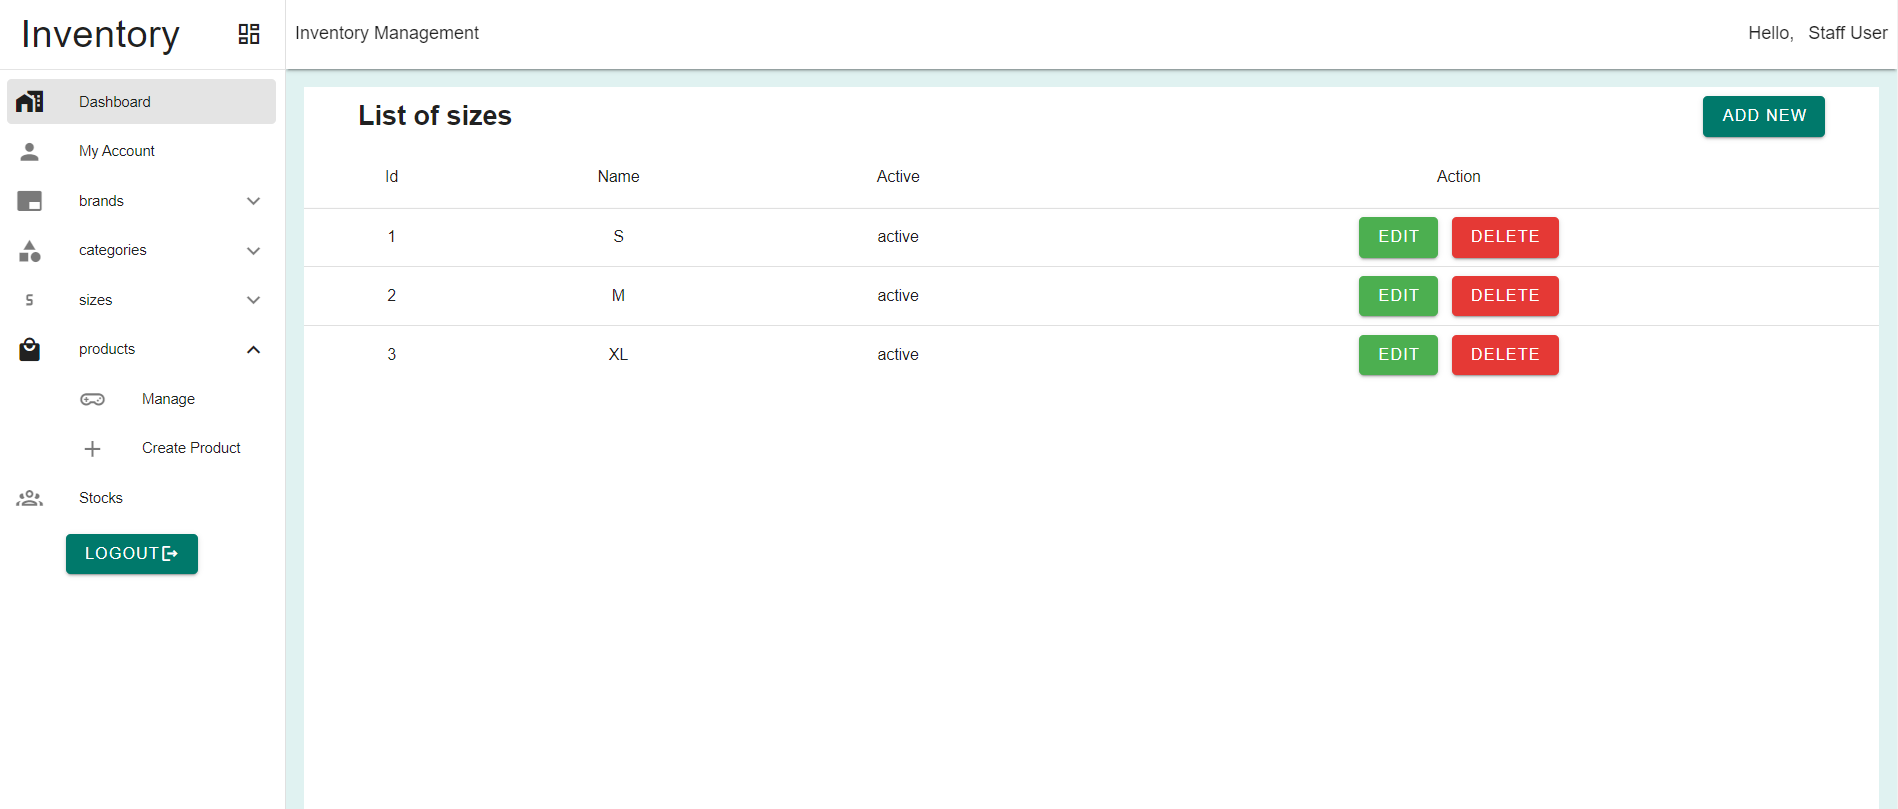 Inventory
Inventory Management
Hello, Staff User
Dashboard
My Account
brands
categories
S sizes
products
Manage
Create Product
Stocks
LOGOUT
List of sizes
ADD NEW
Id Name Active Action
1 S active EDIT DELETE
2 M active EDIT DELETE
3 XL active EDIT DELETE